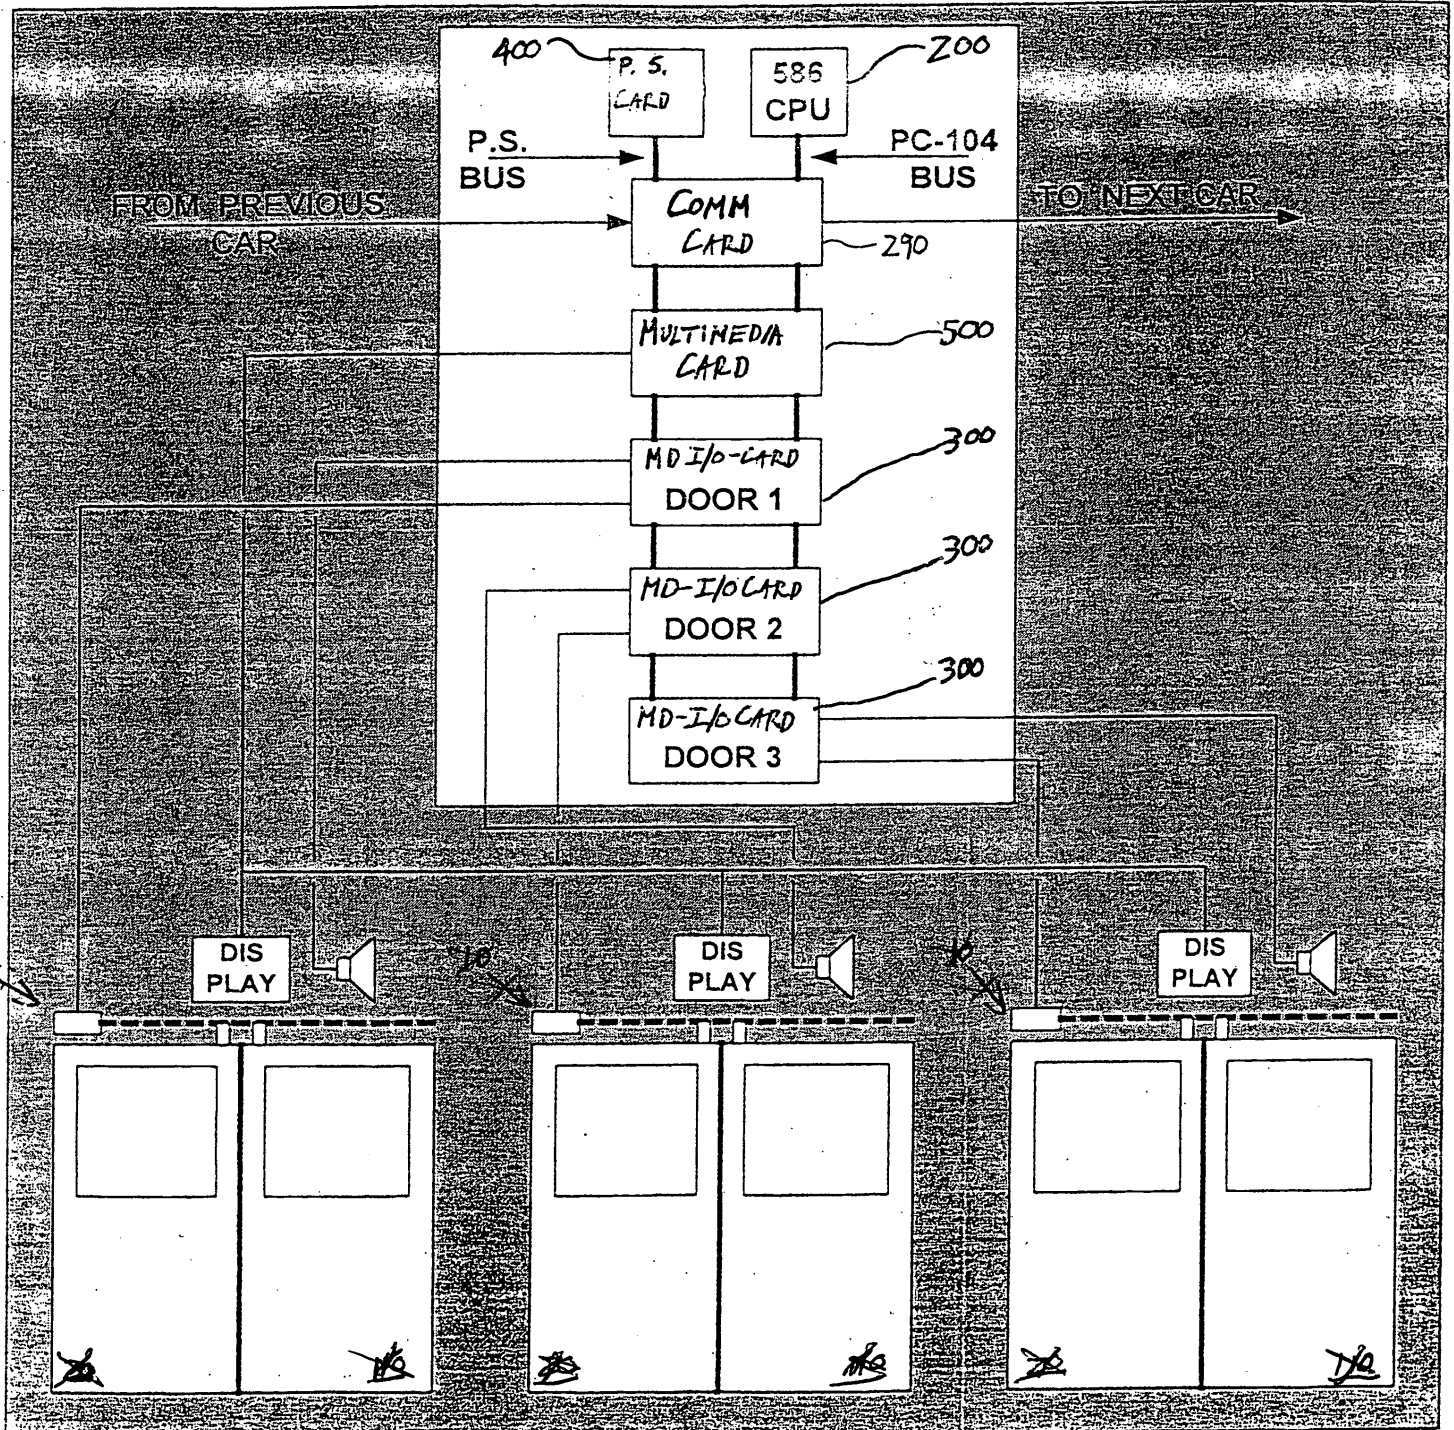 400
P. S.
CARD
586
CPU
200
P.S.
BUS
PC-104
BUS
FROM PREVIOUS
CAR
COMM
CARD
TO NEXT CAR
290
MULTIMEDIA
CARD
500
MD I/O-CARD
DOOR 1
300
MD-I/O CARD
DOOR 2
300
MD-I/O CARD
DOOR 3
300
DIS
PLAY
10
DIS
PLAY
10
DIS
PLAY